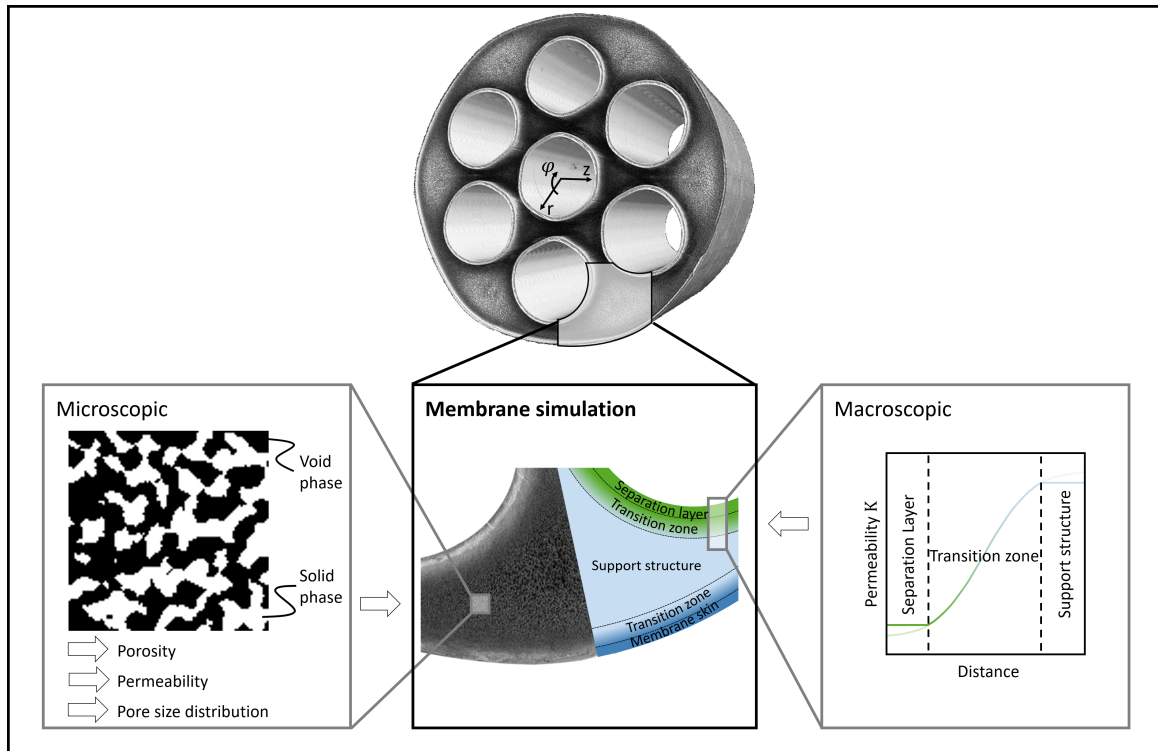 φ
z
r
Microscopic
Void
phase
Solid
phase
Porosity
Permeability
Pore size distribution
Membrane simulation
Separation layer
Transition zone
Support structure
Transition zone
Membrane skin
Macroscopic
Permeability K
Separation Layer
Transition zone
Support structure
Distance